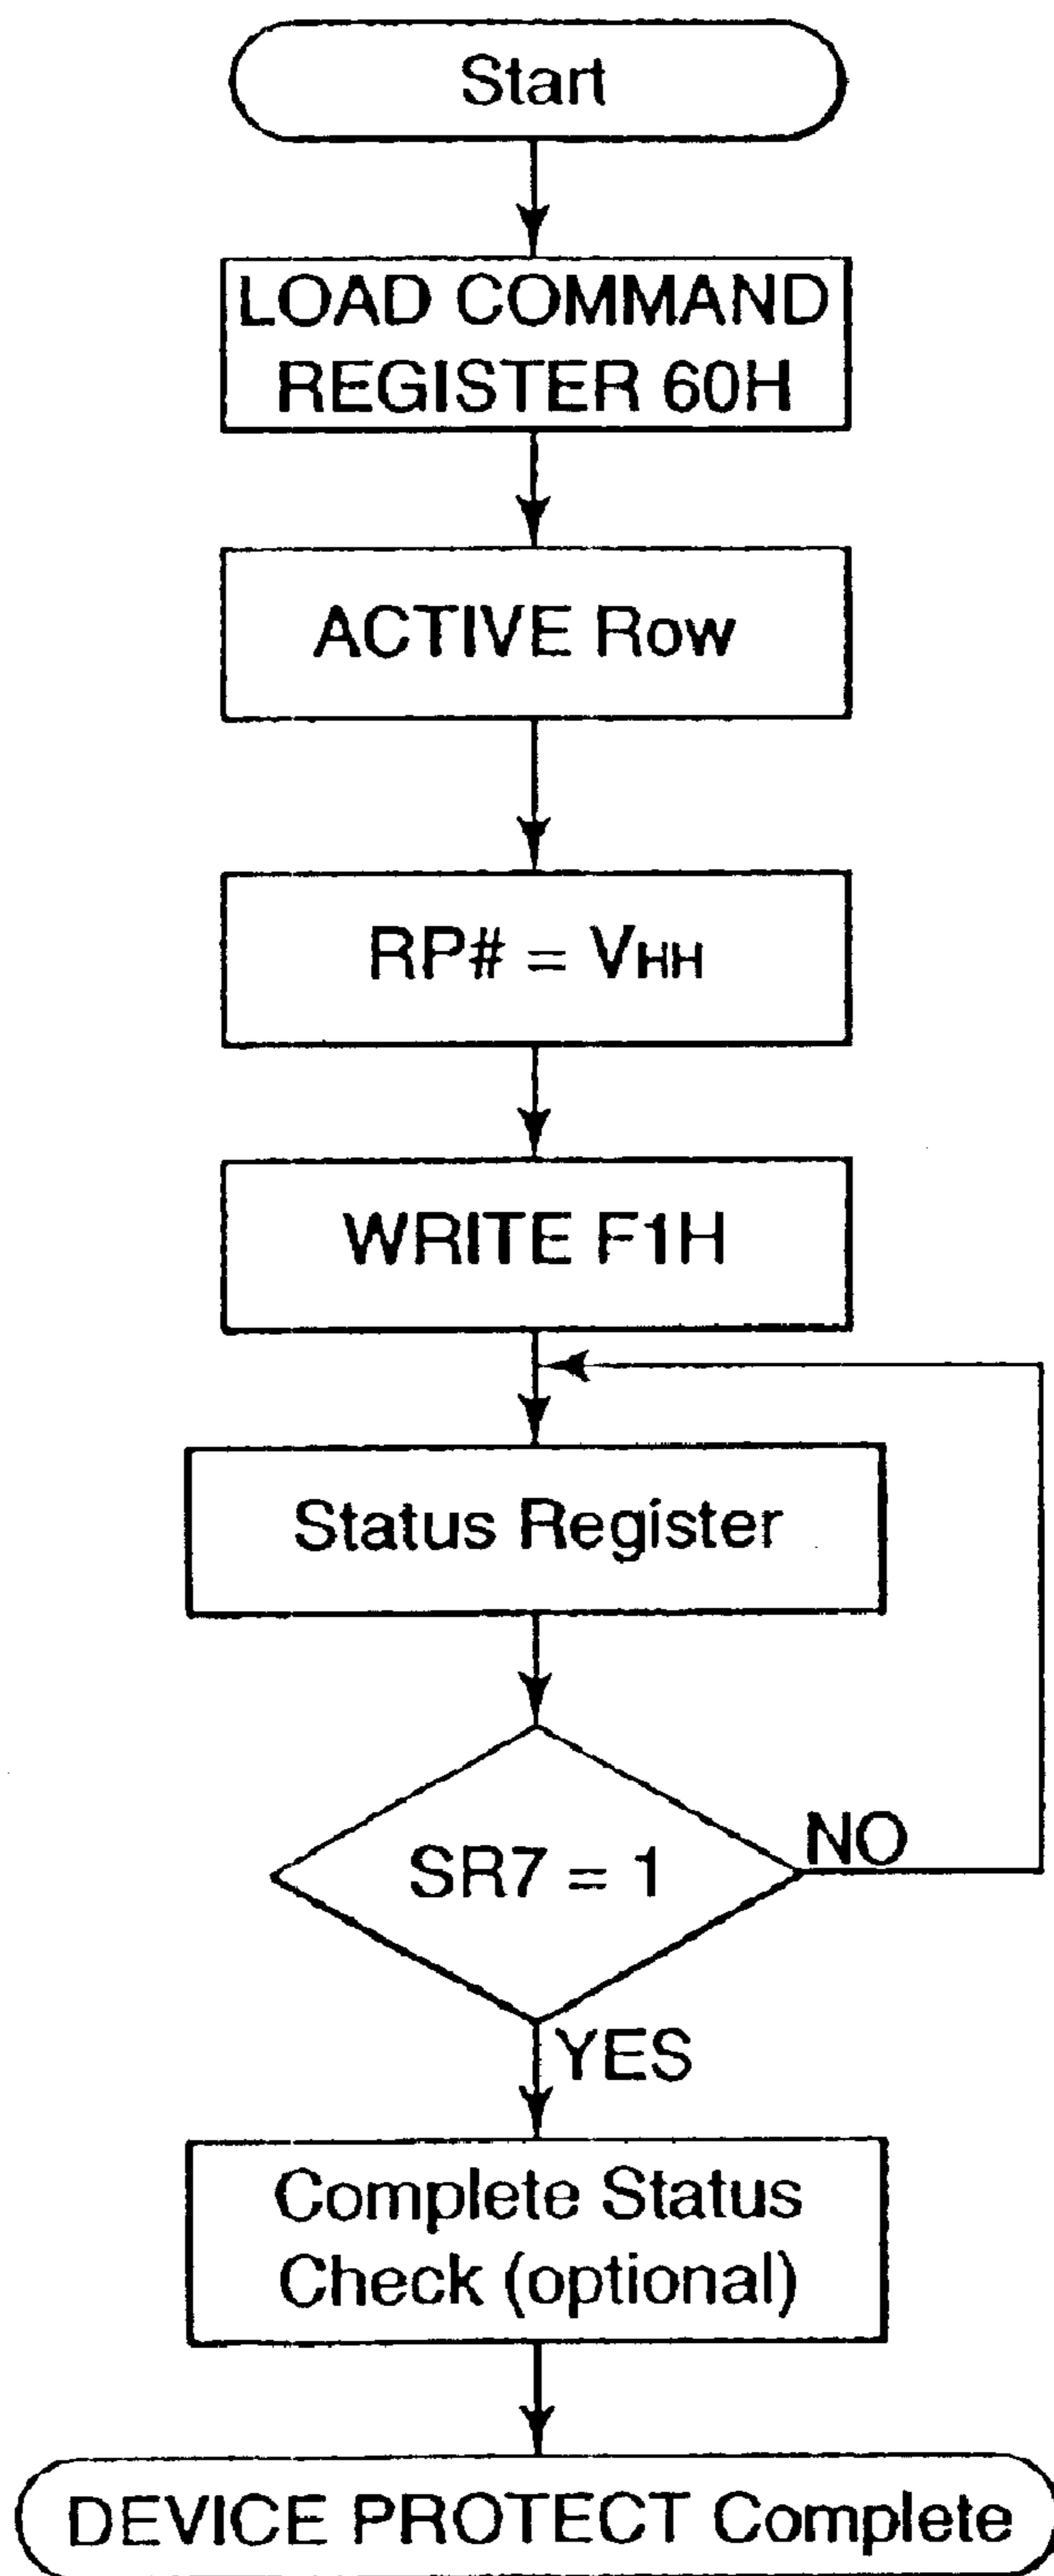 Start
LOAD COMMAND
REGISTER 60H
ACTIVE Row
RP# = VHH
WRITE F1H
Status Register
SR7 = 1
NO
YES
Complete Status
Check (optional)
DEVICE PROTECT Complete